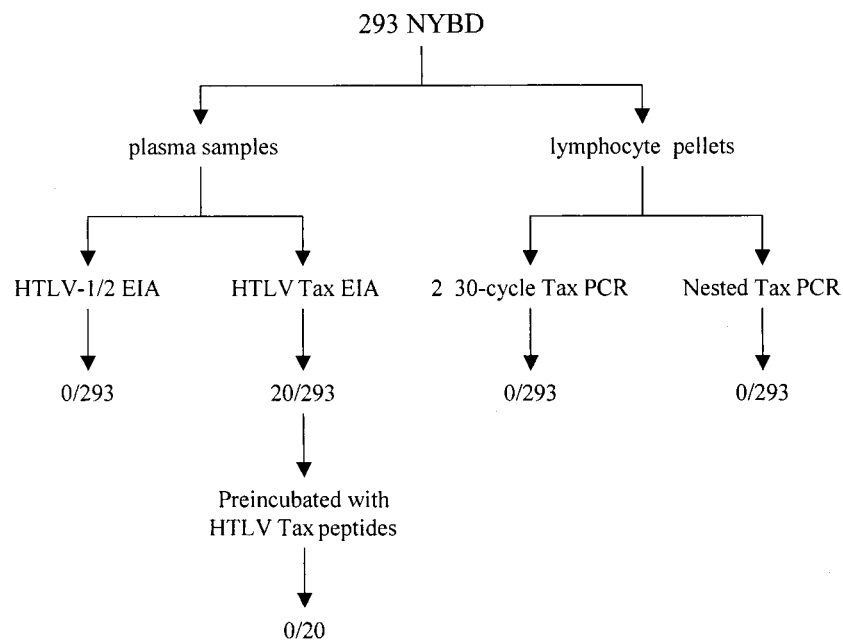 293 NYBD
plasma samples
lymphocyte pellets
HTLV-1/2 EIA
HTLV Tax EIA
2 30-cycle Tax PCR
Nested Tax PCR
0/293
20/293
0/293
0/293
Preincubated with
HTLV Tax peptides
0/20